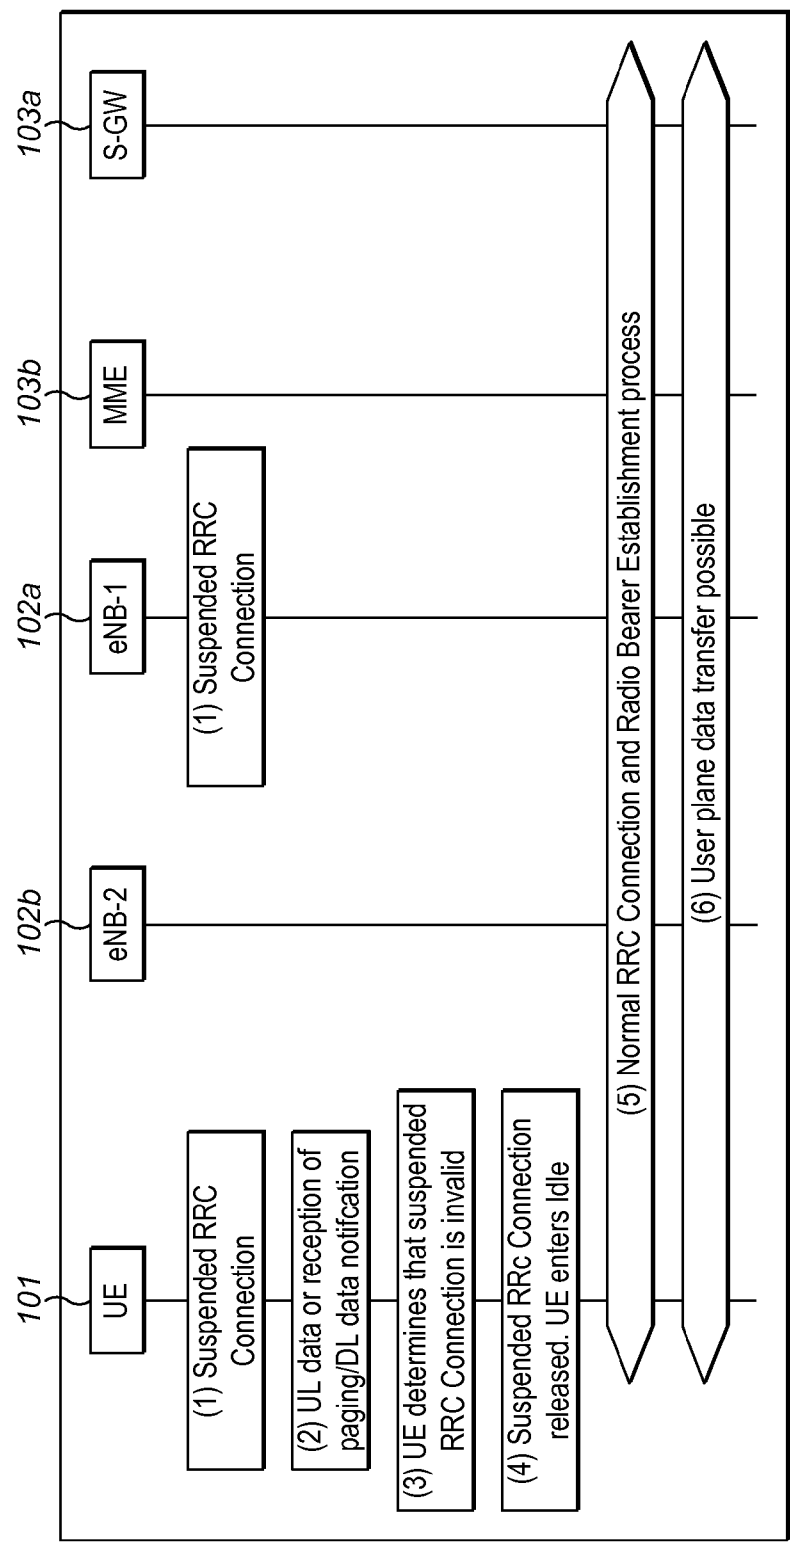 101
102b
102a
103b
103a
UE
eNB-2
eNB-1
MME
S-GW
(1) Suspended RRC
Connection
(1) Suspended RRC
Connection
(2) UL data or reception of
paging/DL data notifcation
(3) UE determines that suspended
RRC Connection is invalid
(4) Suspended RRc Connection
released. UE enters Idle
(5) Normal RRC Connection and Radio Bearer Establishment process
(6) User plane data transfer possible